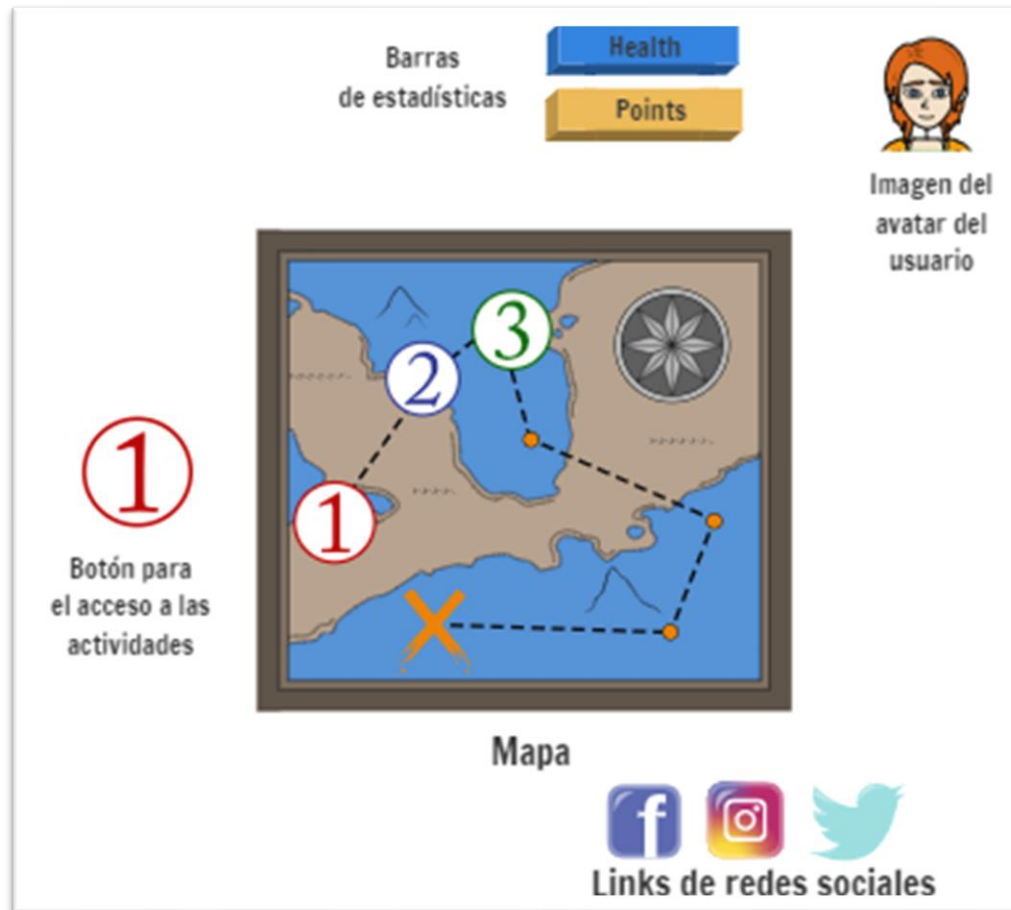 Barras
de estadísticas
Health
Points
Imagen del
avatar del
usuario
3
2
1
1
Botón para
el acceso a las
actividades
Mapa
f
Links de redes sociales